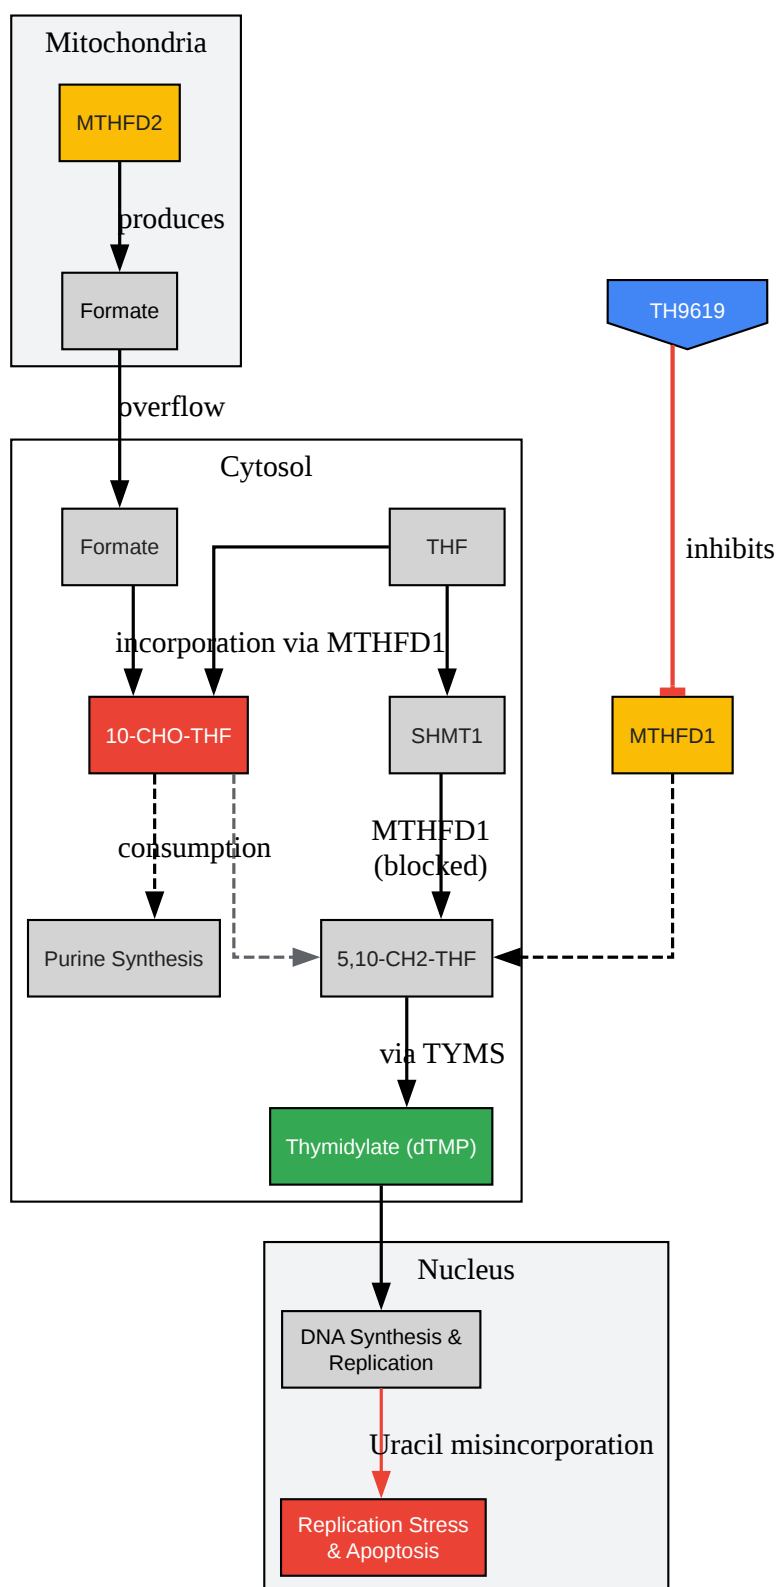 Mitochondria
MTHFD2
produces
Formate
TH9619
overflow
Cytosol
Formate
THF
inhibits
incorporation via MTHFD1
10-CHO-THF
SHMT1
MTHFD1
MTHFD1
(blocked)
consumption
Purine Synthesis
5,10-CH2-THF
via TYMS
Thymidylate (dTMP)
Nucleus
DNA Synthesis &
Replication
Uracil misincorporation
Replication Stress
& Apoptosis